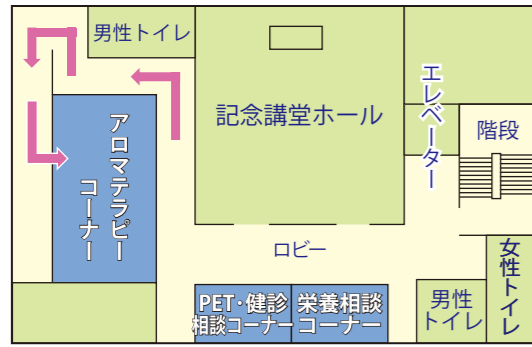 男性トイレ
記念講堂ホール
エレベーター
階段
アロマテラピー
コーナー
ロビー
女性トイレ
PET・健診
相談コーナー
栄養相談
コーナー
男性
トイレ